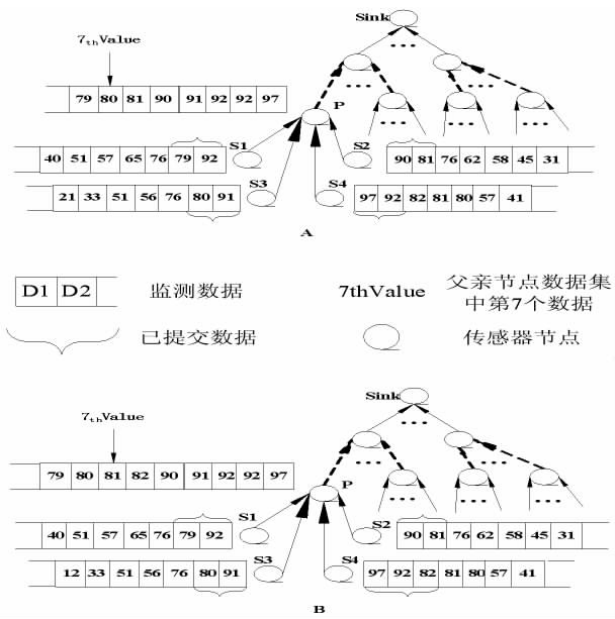 Sink
7thValue
...
79 80 81 90 91 92 92 97
... ... ...
P
S1 S2
40 51 57 65 76 79 92 90 81 76 62 58 45 31
S3 S4
21 33 51 56 76 80 91 97 92 82 81 80 57 41
A
D1 D2 监测数据 7thValue 父亲节点数据集中第7个数据
已提交数据 传感器节点
Sink
7thValue
...
79 80 81 82 90 91 92 92 97
... ...
P
... ... ...
S1 S2
40 51 57 65 76 79 92 90 81 76 62 58 45 31
S3 S4
12 33 51 56 76 80 91 97 92 82 81 80 57 41
B